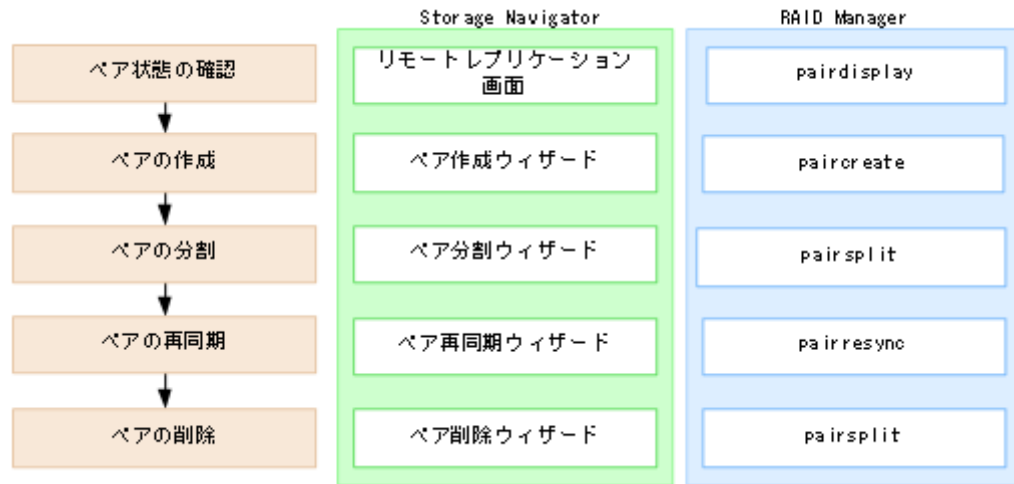 Storage Navigator
RAID Manager
ペア状態の確認
リモートレプリケーション
画面
pairdisplay
ペアの作成
ペア作成ウィザード
paircreate
ペアの分割
ペア分割ウィザード
pairsplit
ペアの再同期
ペア再同期ウィザード
pairresync
ペアの削除
ペア削除ウィザード
pairsplit